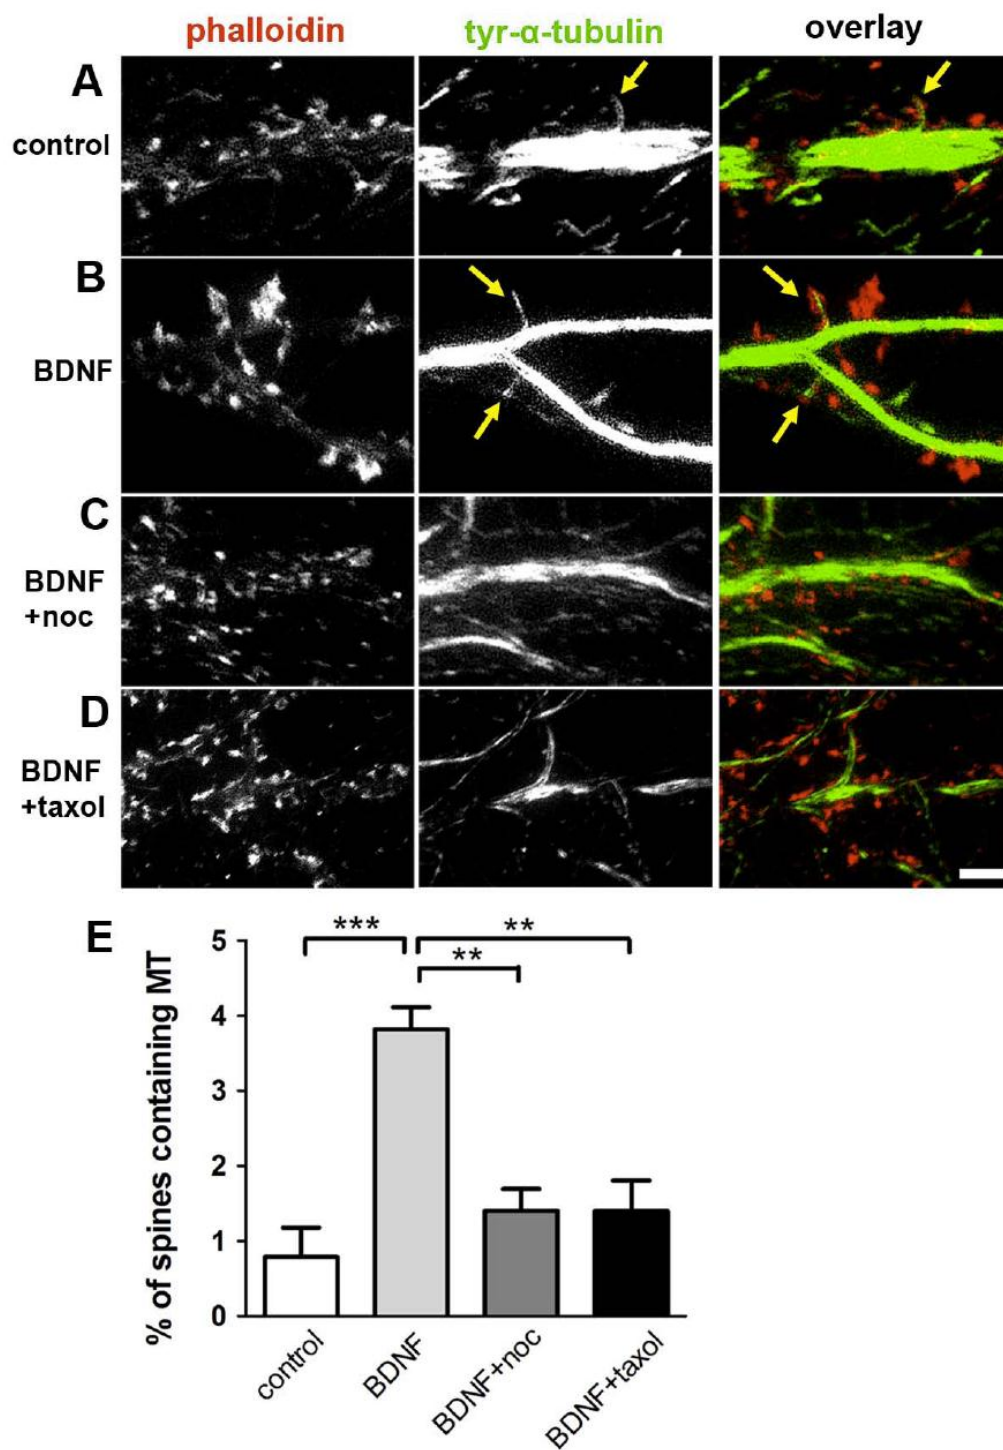 phalloidin tyr-α-tubulin overlay
A
control
B
BDNF
C
BDNF
+noc
D
BDNF
+taxol
E
*** ** **
% of spines containing MT
5
4
3
2
1
0
control BDNF BDNF+noc BDNF+taxol